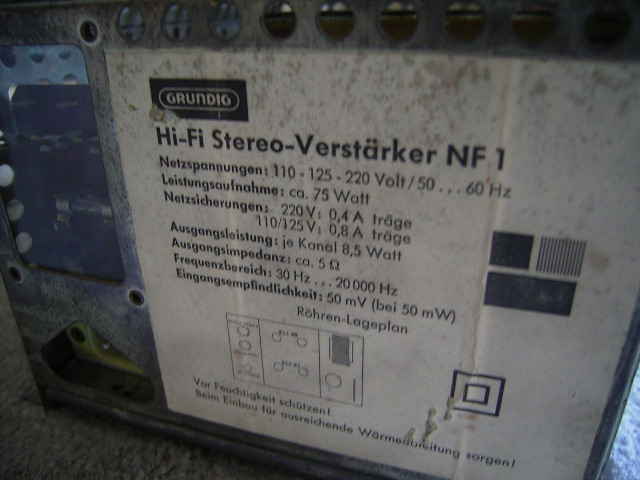 GRUNDIG
Hi-Fi Stereo-Verstärker NF 1
Netzspannungen: 110 - 125 - 220 Volt/50 ... 60 Hz
Leistungsaufnahme: ca. 75 Watt
Netzsicherungen: 220 V: 0,4 A träge
110/125 V: 0,8 A träge
Ausgangsleistung: je Kanal 8,5 Watt
Ausgangsimpedanz: ca. 5 Ω
Frequenzbereich: 30 Hz ... 20 000 Hz
Eingangsempfindlichkeit: 50 mV (bei 50 mW)
Röhren-Lageplan
Vor Feuchtigkeit schützen!
Beim Einbau für ausreichende Wärmeableitung sorgen!